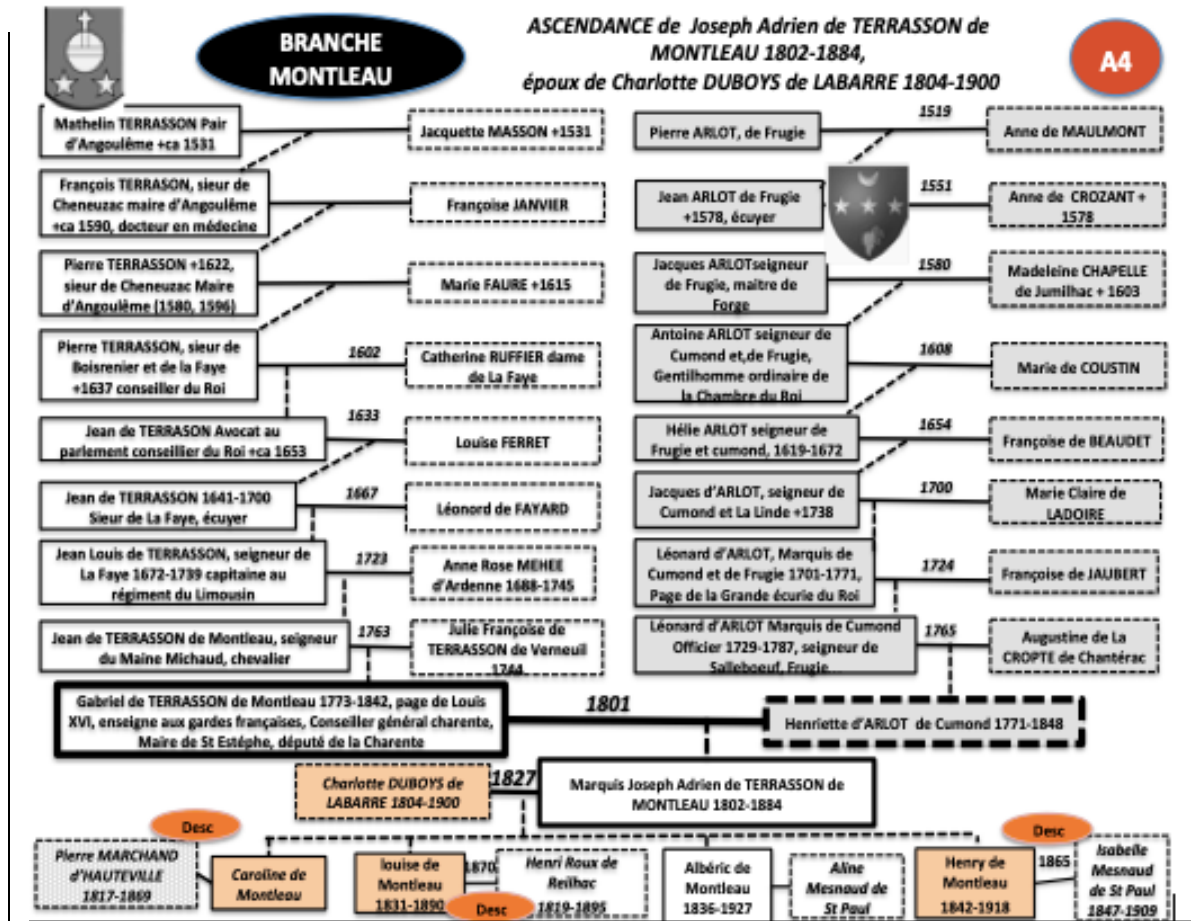 BRANCHE
MONTLEAU
ASCENDANCE de Joseph Adrien de TERRASSON de
MONTLEAU 1802-1884,
époux de Charlotte DUBOYS de LABARRE 1804-1900
A4
Mathelin TERRASSON Pair
d'Angoulême +ca 1531
Jacquette MASSON +1531
Pierre ARLOT, de Frugie
1519
Anne de MAULMONT
François TERRASON, sieur de
Cheneuzac maire d'Angoulême
+ca 1590, docteur en médecine
Françoise JANVIER
Jean ARLOT de Frugie
+1578, écuyer
1551
Anne de CROZANT +
1578
Pierre TERRASSON +1622,
sieur de Cheneuzac Maire
d'Angoulême (1580, 1596)
Marie FAURE +1615
Jacques ARLOTseigneur
de Frugie, maitre de
Forge
1580
Madeleine CHAPELLE
de Jumilhac + 1603
Pierre TERRASSON, sieur de
Boisrenier et de la Faye
+1637 conseiller du Roi
1602
Catherine RUFFIER dame
de La Faye
Antoine ARLOT seigneur de
Cumond et,de Frugie,
Gentilhomme ordinaire de
la Chambre du Roi
1608
Marie de COUSTIN
Jean de TERRASON Avocat au
parlement conseillier du Roi +ca 1653
1633
Louise FERRET
Hélie ARLOT seigneur de
Frugie et cumond, 1619-1672
1654
Françoise de BEAUDET
Jean de TERRASSON 1641-1700
Sieur de La Faye, écuyer
1667
Léonord de FAYARD
Jacques d'ARLOT, seigneur de
Cumond et La Linde +1738
1700
Marie Claire de
LADOIRE
Jean Louis de TERRASSON, seigneur de
La Faye 1672-1739 capitaine au
régiment du Limousin
1723
Anne Rose MEHEE
d'Ardenne 1688-1745
Léonard d'ARLOT, Marquis de
Cumond et de Frugie 1701-1771,
Page de la Grande écurie du Roi
1724
Françoise de JAUBERT
Jean de TERRASSON de Montleau, seigneur
du Maine Michaud, chevalier
1763
Julie Françoise de
TERRASSON de Verneuil
1744
Léonard d'ARLOT Marquis de Cumond
Officier 1729-1787, seigneur de
Salleboeuf, Frugie...
1765
Augustine de La
CROPTE de Chantérac
Gabriel de TERRASSON de Montleau 1773-1842, page de Louis
XVI, enseigne aux gardes françaises, Conseiller général charente,
Maire de St Estéphe, député de la Charente
1801
Henriette d'ARLOT de Cumond 1771-1848
Charlotte DUBOYS de
LABARRE 1804-1900
1827
Marquis Joseph Adrien de TERRASSON de
MONTLEAU 1802-1884
Desc
Pierre MARCHAND
d'HAUTEVILLE
1817-1869
Caroline de
Montleau
louise de
Montleau
1831-1890
1870
Desc
Henri Roux de
Reilhac
1819-1895
Albéric de
Montleau
1836-1927
Aline
Mesnaud de
St Paul
Henry de
Montleau
1842-1918
Desc
1865
Isabelle
Mesnaud
de St Paul
1847-1909